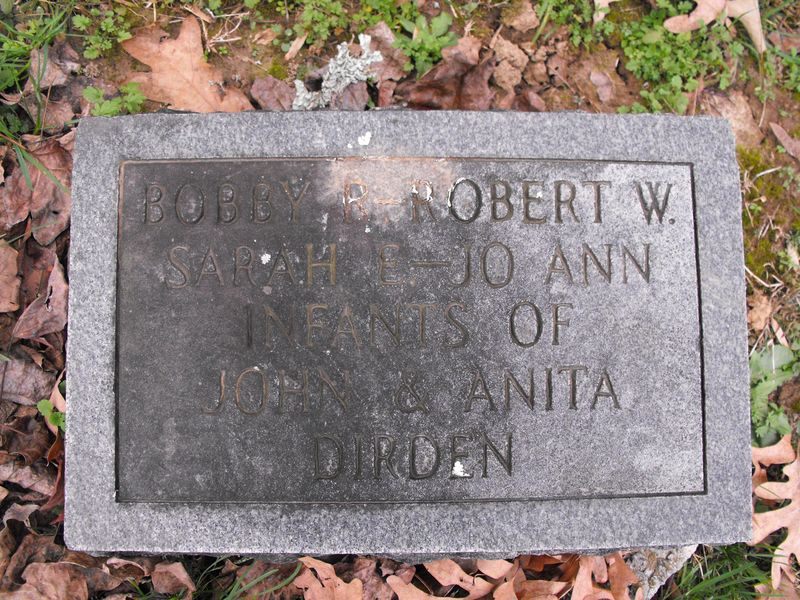 BOBBY R.-ROBERT W.
SARAH E.-JO ANN
INFANTS OF
JOHN & ANITA
DIRDEN